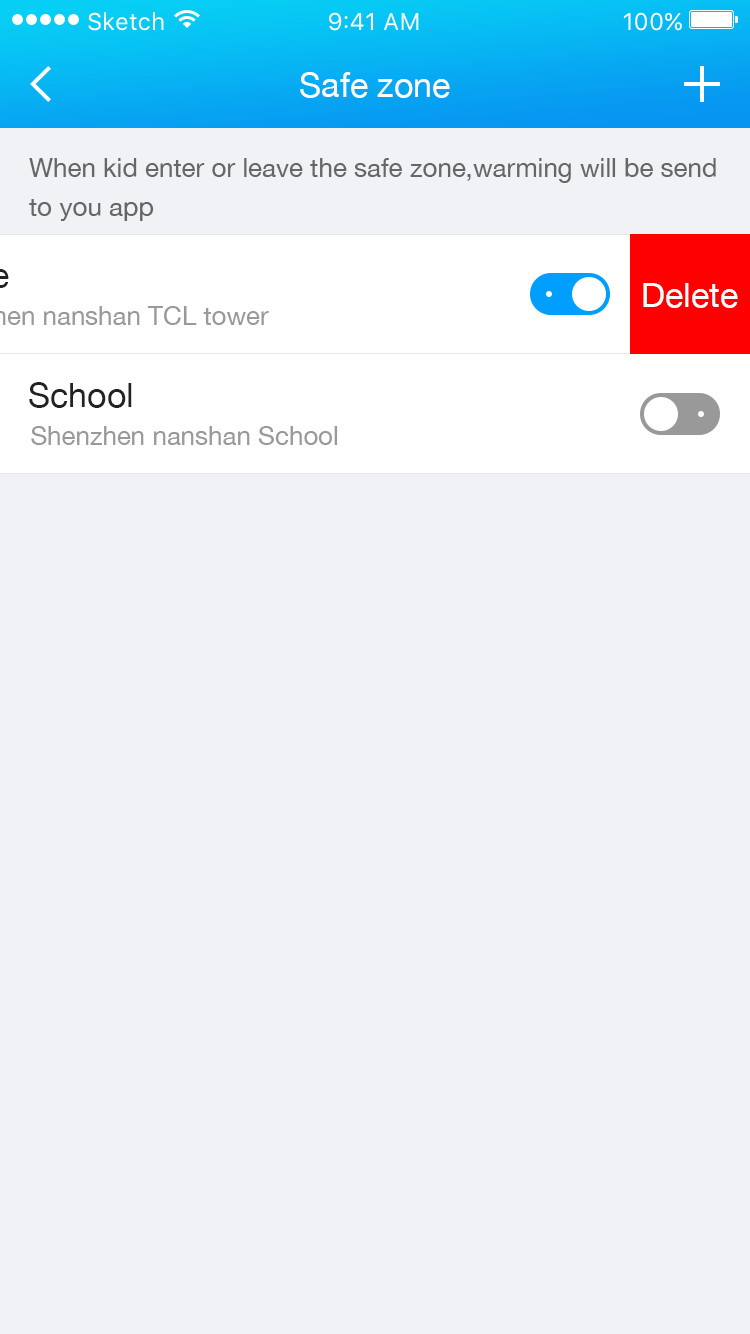 Sketch 9:41 AM 100%
Safe zone
When kid enter or leave the safe zone,warming will be send
to you app
e
nanshan TCL tower
Delete
School
Shenzhen nanshan School